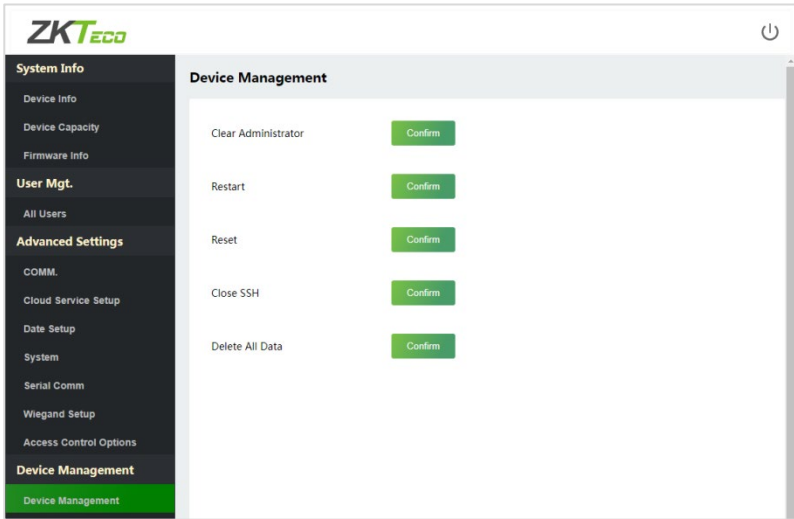 ZKTeco
System Info
Device Info
Device Capacity
Firmware Info
User Mgt.
All Users
Advanced Settings
COMM.
Cloud Service Setup
Date Setup
System
Serial Comm
Wiegand Setup
Access Control Options
Device Management
Device Management
Device Management
Clear Administrator Confirm
Restart Confirm
Reset Confirm
Close SSH Confirm
Delete All Data Confirm